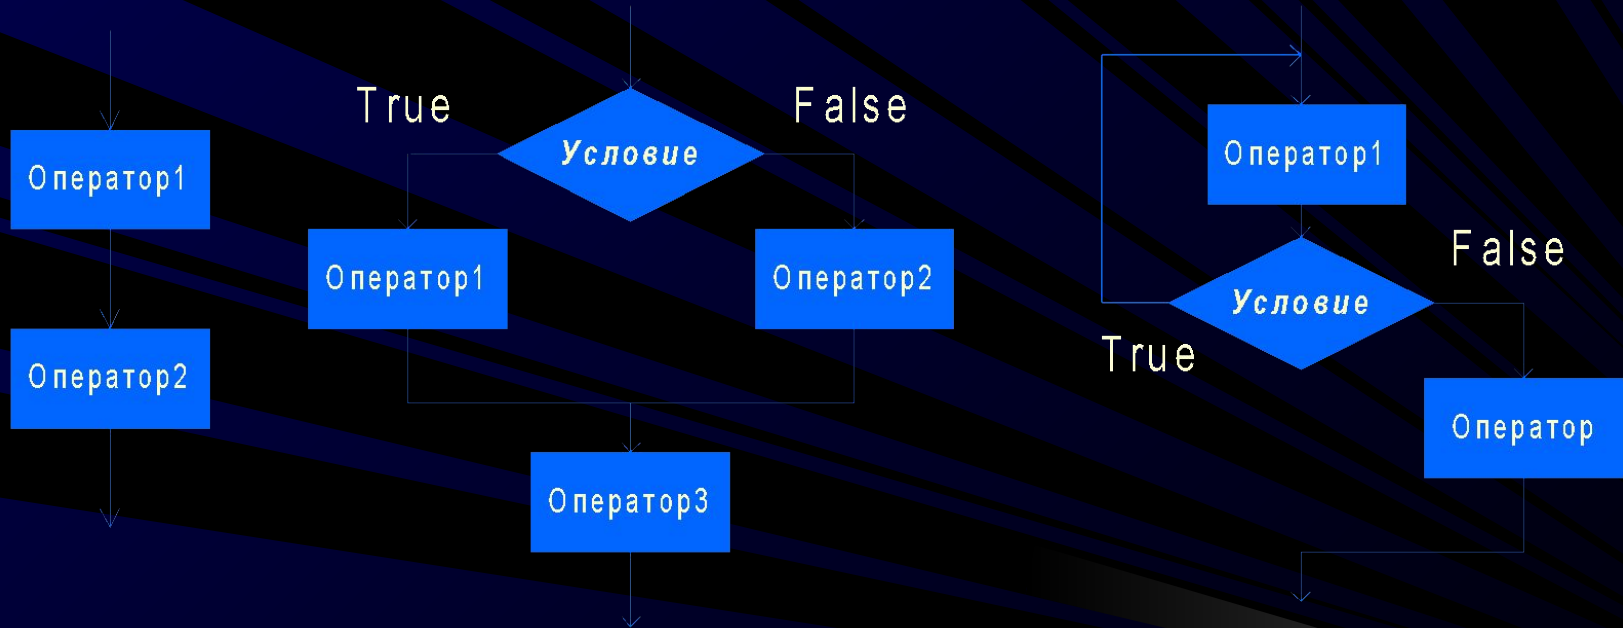 Оператор1
Оператор2
True
False
Условие
Оператор1
Оператор2
Оператор3
Оператор1
Условие
False
True
Оператор